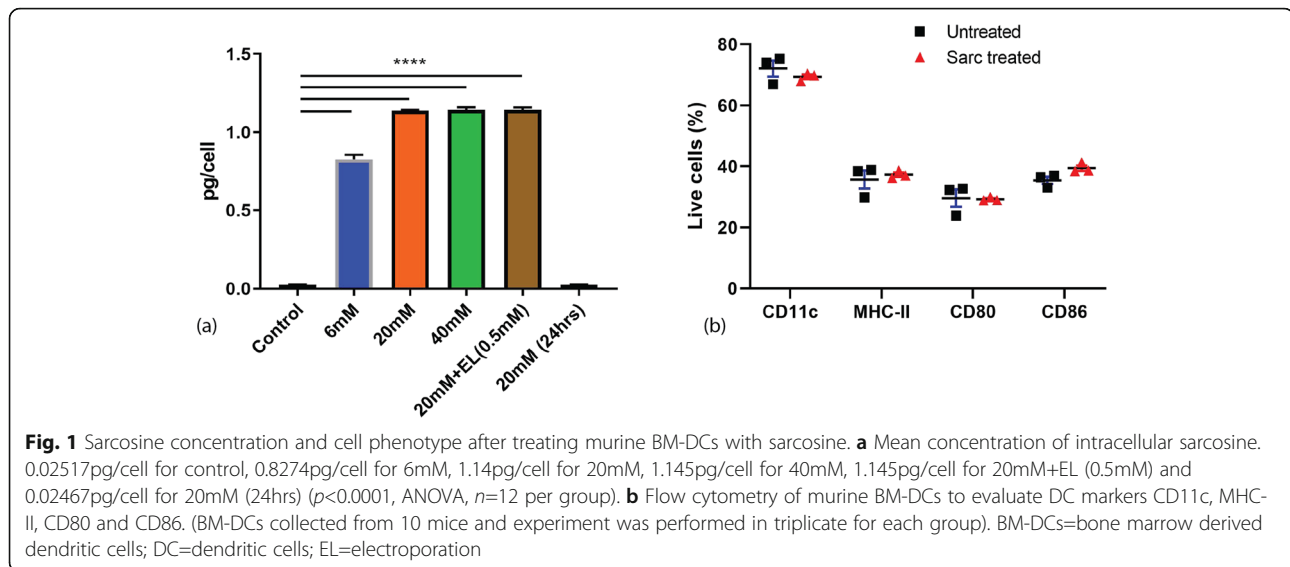 1.5
1.0
0.5
0.0
pg/cell
****
Control
6mM
20mM
40mM
20mM+EL(0.5mM)
20mM (24hrs)
(a)
Untreated
Sarc treated
80
60
40
20
0
Live cells (%)
CD11c
MHC-II
CD80
CD86
(b)
Fig. 1 Sarcosine concentration and cell phenotype after treating murine BM-DCs with sarcosine. a Mean concentration of intracellular sarcosine.
0.02517pg/cell for control, 0.8274pg/cell for 6mM, 1.14pg/cell for 20mM, 1.145pg/cell for 40mM, 1.145pg/cell for 20mM+EL (0.5mM) and
0.02467pg/cell for 20mM (24hrs) (p<0.0001, ANOVA, n=12 per group). b Flow cytometry of murine BM-DCs to evaluate DC markers CD11c, MHC-
II, CD80 and CD86. (BM-DCs collected from 10 mice and experiment was performed in triplicate for each group). BM-DCs=bone marrow derived
dendritic cells; DC=dendritic cells; EL=electroporation